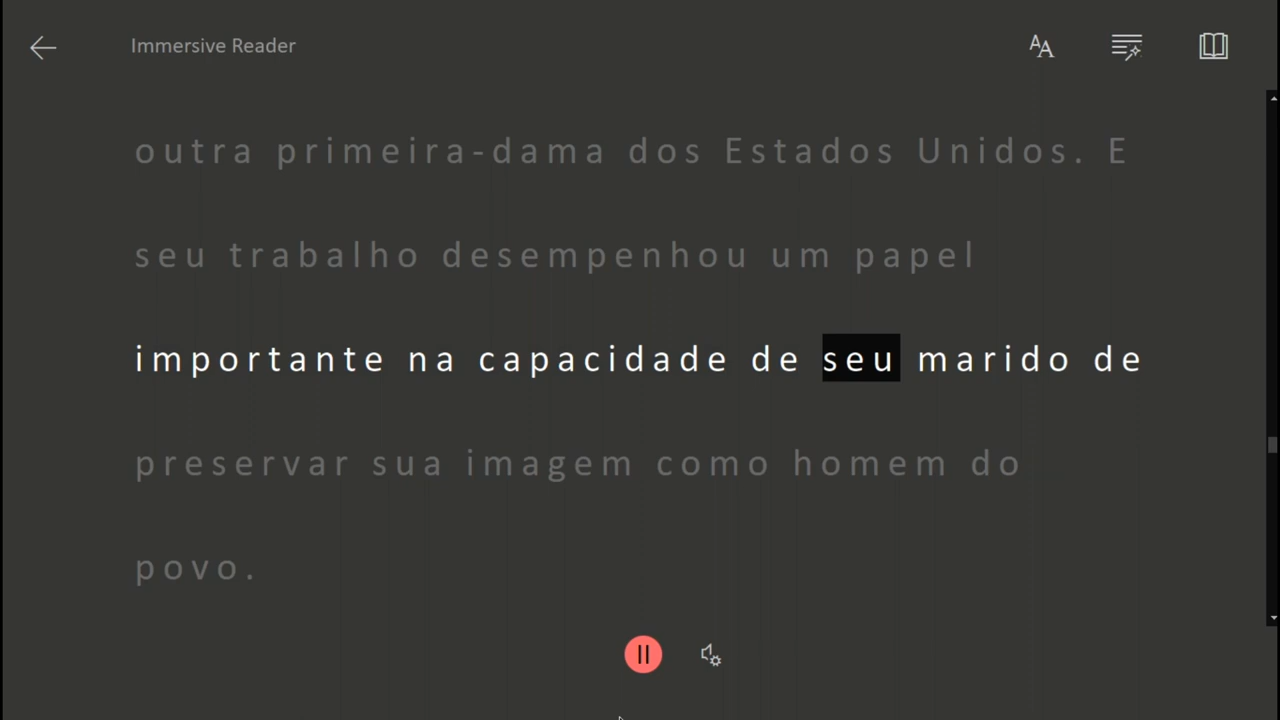 Immersive Reader
outra primeira-dama dos Estados Unidos. E
seu trabalho desempenhou um papel
importante na capacidade de seu marido de
preservar sua imagem como homem do
povo.